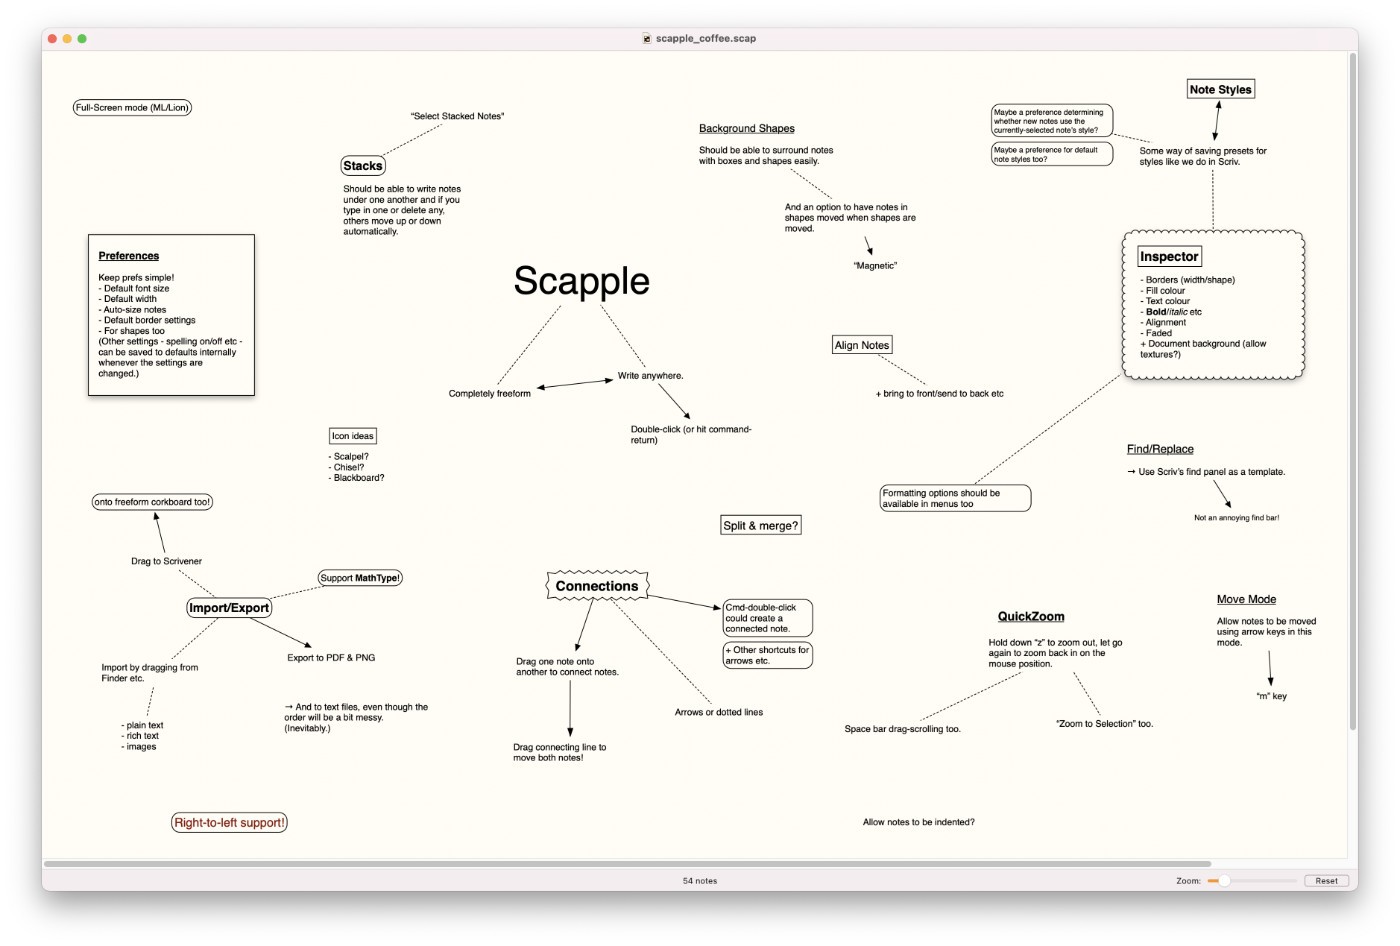 scapple_coffee.scap
Full-Screen mode (ML/Lion)
“Select Stacked Notes”
Stacks
Should be able to write notes
under one another and if you
type in one or delete any,
others move up or down
automatically.
Background Shapes
Should be able to surround notes
with boxes and shapes easily.
And an option to have notes in
shapes moved when shapes are
moved.
“Magnetic”
Note Styles
Maybe a preference determining
whether new notes use the
currently-selected note’s style?
Maybe a preference for default
note styles too?
Some way of saving presets for
styles like we do in Scriv.
Preferences
Keep prefs simple!
- Default font size
- Default width
- Auto-size notes
- Default border settings
- For shapes too
(Other settings - spelling on/off etc -
can be saved to defaults internally
whenever the settings are
changed.)
Scapple
Completely freeform
Write anywhere.
Double-click (or hit command-
return)
Inspector
- Borders (width/shape)
- Fill colour
- Text colour
- Bold/italic etc
- Alignment
- Faded
+ Document background (allow
textures?)
Align Notes
+ bring to front/send to back etc
Icon ideas
- Scalpel?
- Chisel?
- Blackboard?
Find/Replace
→ Use Scriv’s find panel as a template.
Not an annoying find bar!
Formatting options should be
available in menus too
onto freeform corkboard too!
Drag to Scrivener
Support MathType!
Import/Export
Export to PDF & PNG
Import by dragging from
Finder etc.
- plain text
- rich text
- images
→ And to text files, even though the
order will be a bit messy.
(Inevitably.)
Split & merge?
Connections
Cmd-double-click
could create a
connected note.
+ Other shortcuts for
arrows etc.
Drag one note onto
another to connect notes.
Arrows or dotted lines
Drag connecting line to
move both notes!
QuickZoom
Hold down “z” to zoom out, let go
again to zoom back in on the
mouse position.
Space bar drag-scrolling too.
“Zoom to Selection” too.
Move Mode
Allow notes to be moved
using arrow keys in this
mode.
“m” key
Right-to-left support!
Allow notes to be indented?
54 notes
Zoom:
Reset